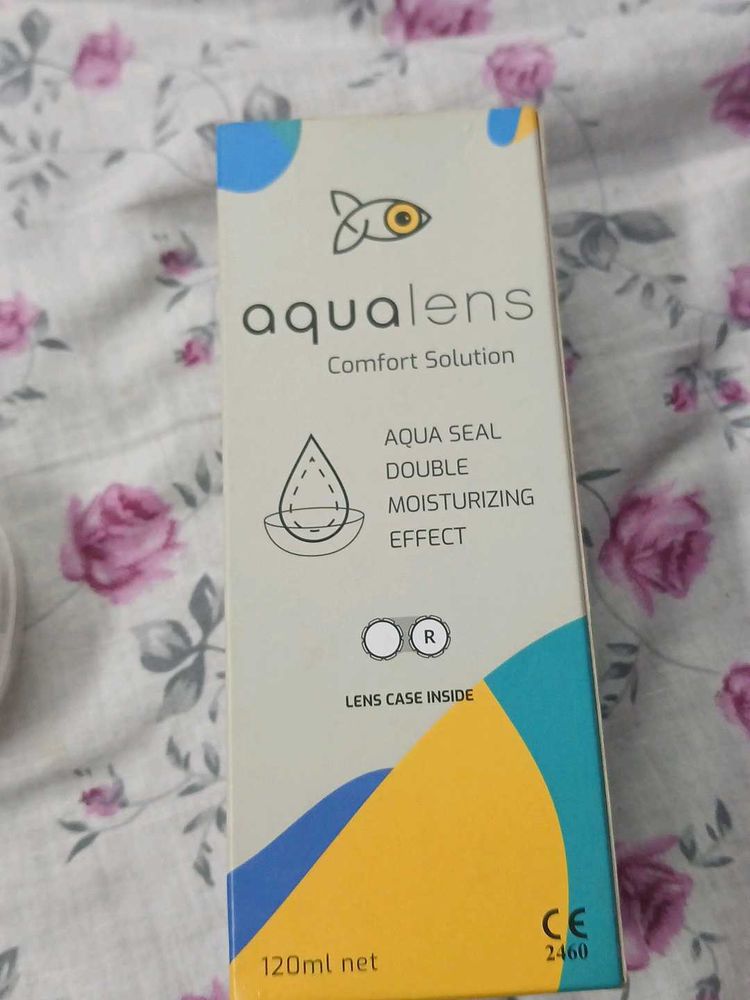 aqualens
Comfort Solution
AQUA SEAL
DOUBLE
MOISTURIZING
EFFECT
R
LENS CASE INSIDE
120ml net
CE
2460